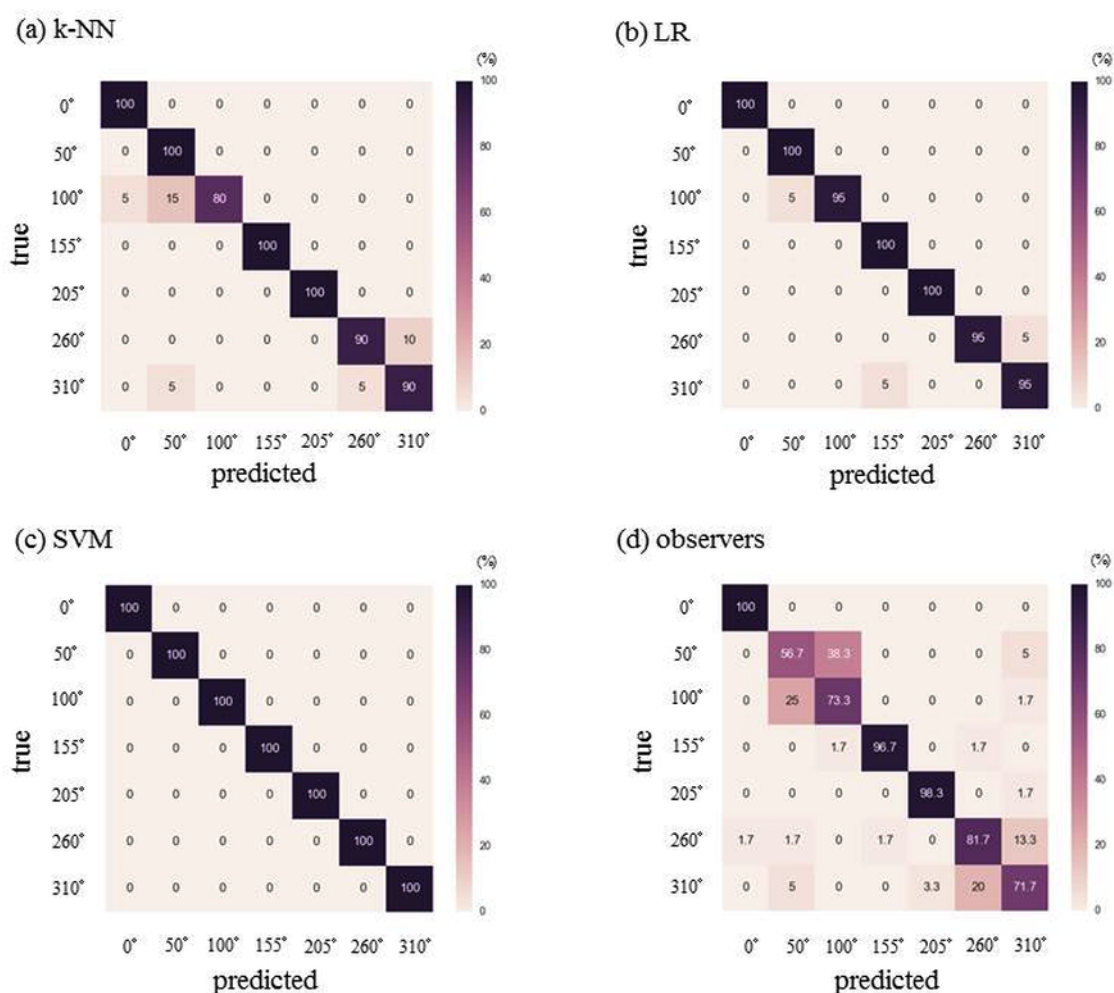 (a) k-NN
(%)
0° 100 0 0 0 0 0 0 100
50° 0 100 0 0 0 0 0 80
100° 5 15 80 0 0 0 0 60
155° 0 0 0 100 0 0 0
205° 0 0 0 0 100 0 0 40
260° 0 0 0 0 0 90 10 20
310° 0 5 0 0 0 5 90 0
true
0° 50° 100° 155° 205° 260° 310°
predicted
(b) LR
(%)
0° 100 0 0 0 0 0 0 100
50° 0 100 0 0 0 0 0 80
100° 0 5 95 0 0 0 0 60
155° 0 0 0 100 0 0 0
205° 0 0 0 0 100 0 0 40
260° 0 0 0 0 0 95 5 20
310° 0 0 0 5 0 0 95 0
true
0° 50° 100° 155° 205° 260° 310°
predicted
(c) SVM
(%)
0° 100 0 0 0 0 0 0 100
50° 0 100 0 0 0 0 0 80
100° 0 0 100 0 0 0 0 60
155° 0 0 0 100 0 0 0
205° 0 0 0 0 100 0 0 40
260° 0 0 0 0 0 100 0 20
310° 0 0 0 0 0 0 100 0
true
0° 50° 100° 155° 205° 260° 310°
predicted
(d) observers
(%)
0° 100 0 0 0 0 0 0 100
50° 0 56.7 38.3 0 0 0 5 80
100° 0 25 73.3 0 0 0 1.7 60
155° 0 0 1.7 96.7 0 1.7 0
205° 0 0 0 0 98.3 0 1.7 40
260° 1.7 1.7 0 1.7 0 81.7 13.3 20
310° 0 5 0 0 3.3 20 71.7 0
true
0° 50° 100° 155° 205° 260° 310°
predicted